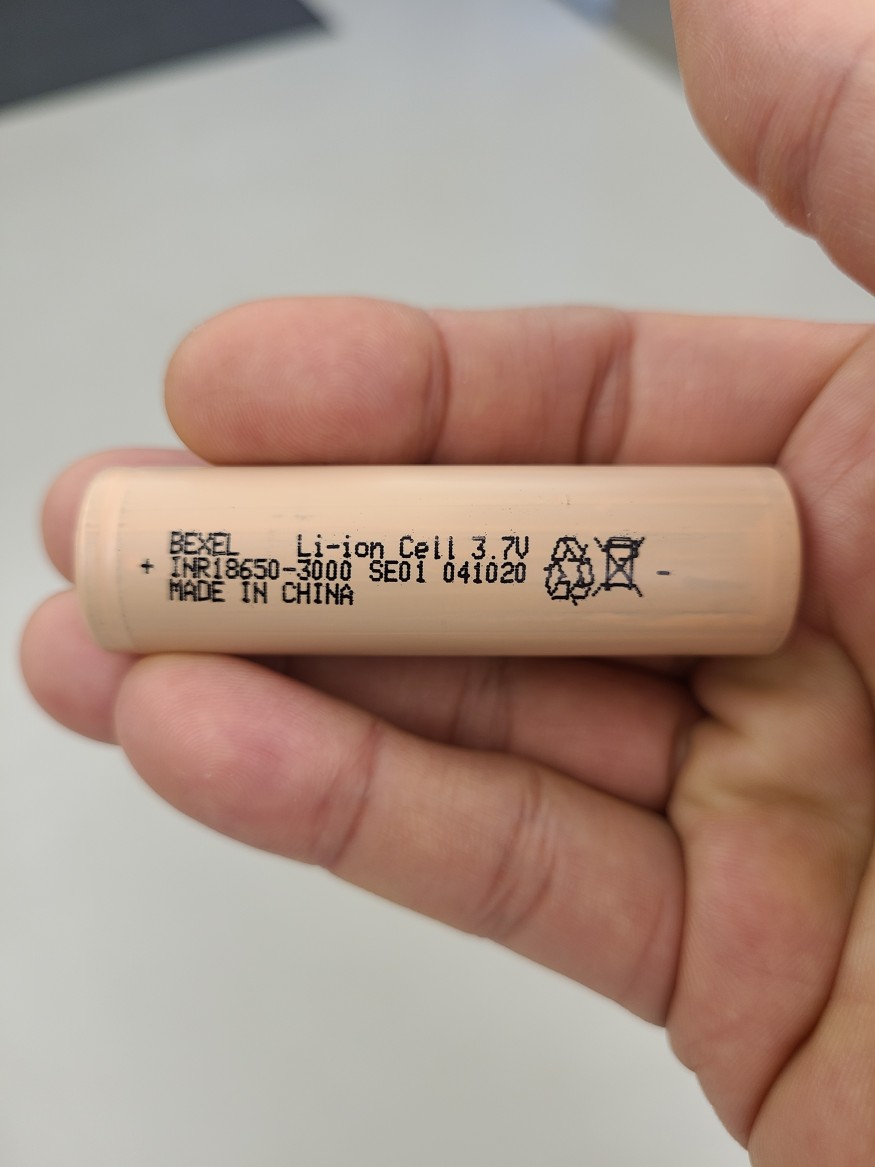 BEXEL Li-ion Cell 3.7V
+ INR18650-3000 SE01 041020 -
MADE IN CHINA